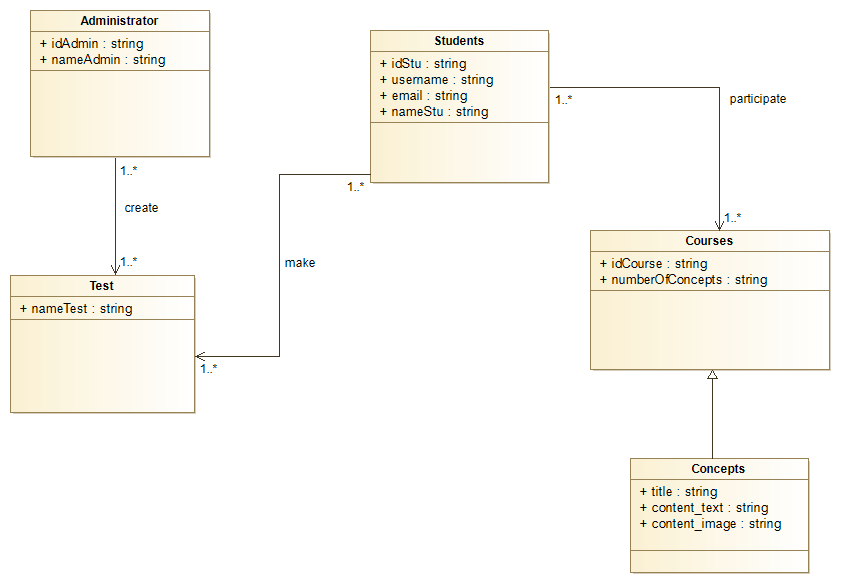 Administrator
+ idAdmin : string
+ nameAdmin : string
Students
+ idStu : string
+ username : string
+ email : string
+ nameStu : string
1..*
participate
1..*
create
1..*
1..*
make
1..*
1..*
Courses
+ idCourse : string
+ numberOfConcepts : string
Test
+ nameTest : string
1..*
Concepts
+ title : string
+ content_text : string
+ content_image : string